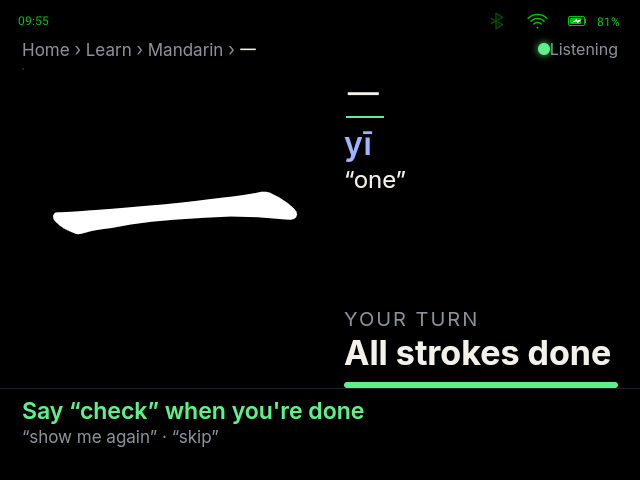 09:55
81%
Home › Learn › Mandarin › 一
Listening
一
yī
“one”
一
YOUR TURN
All strokes done
Say “check” when you're done
“show me again” · “skip”